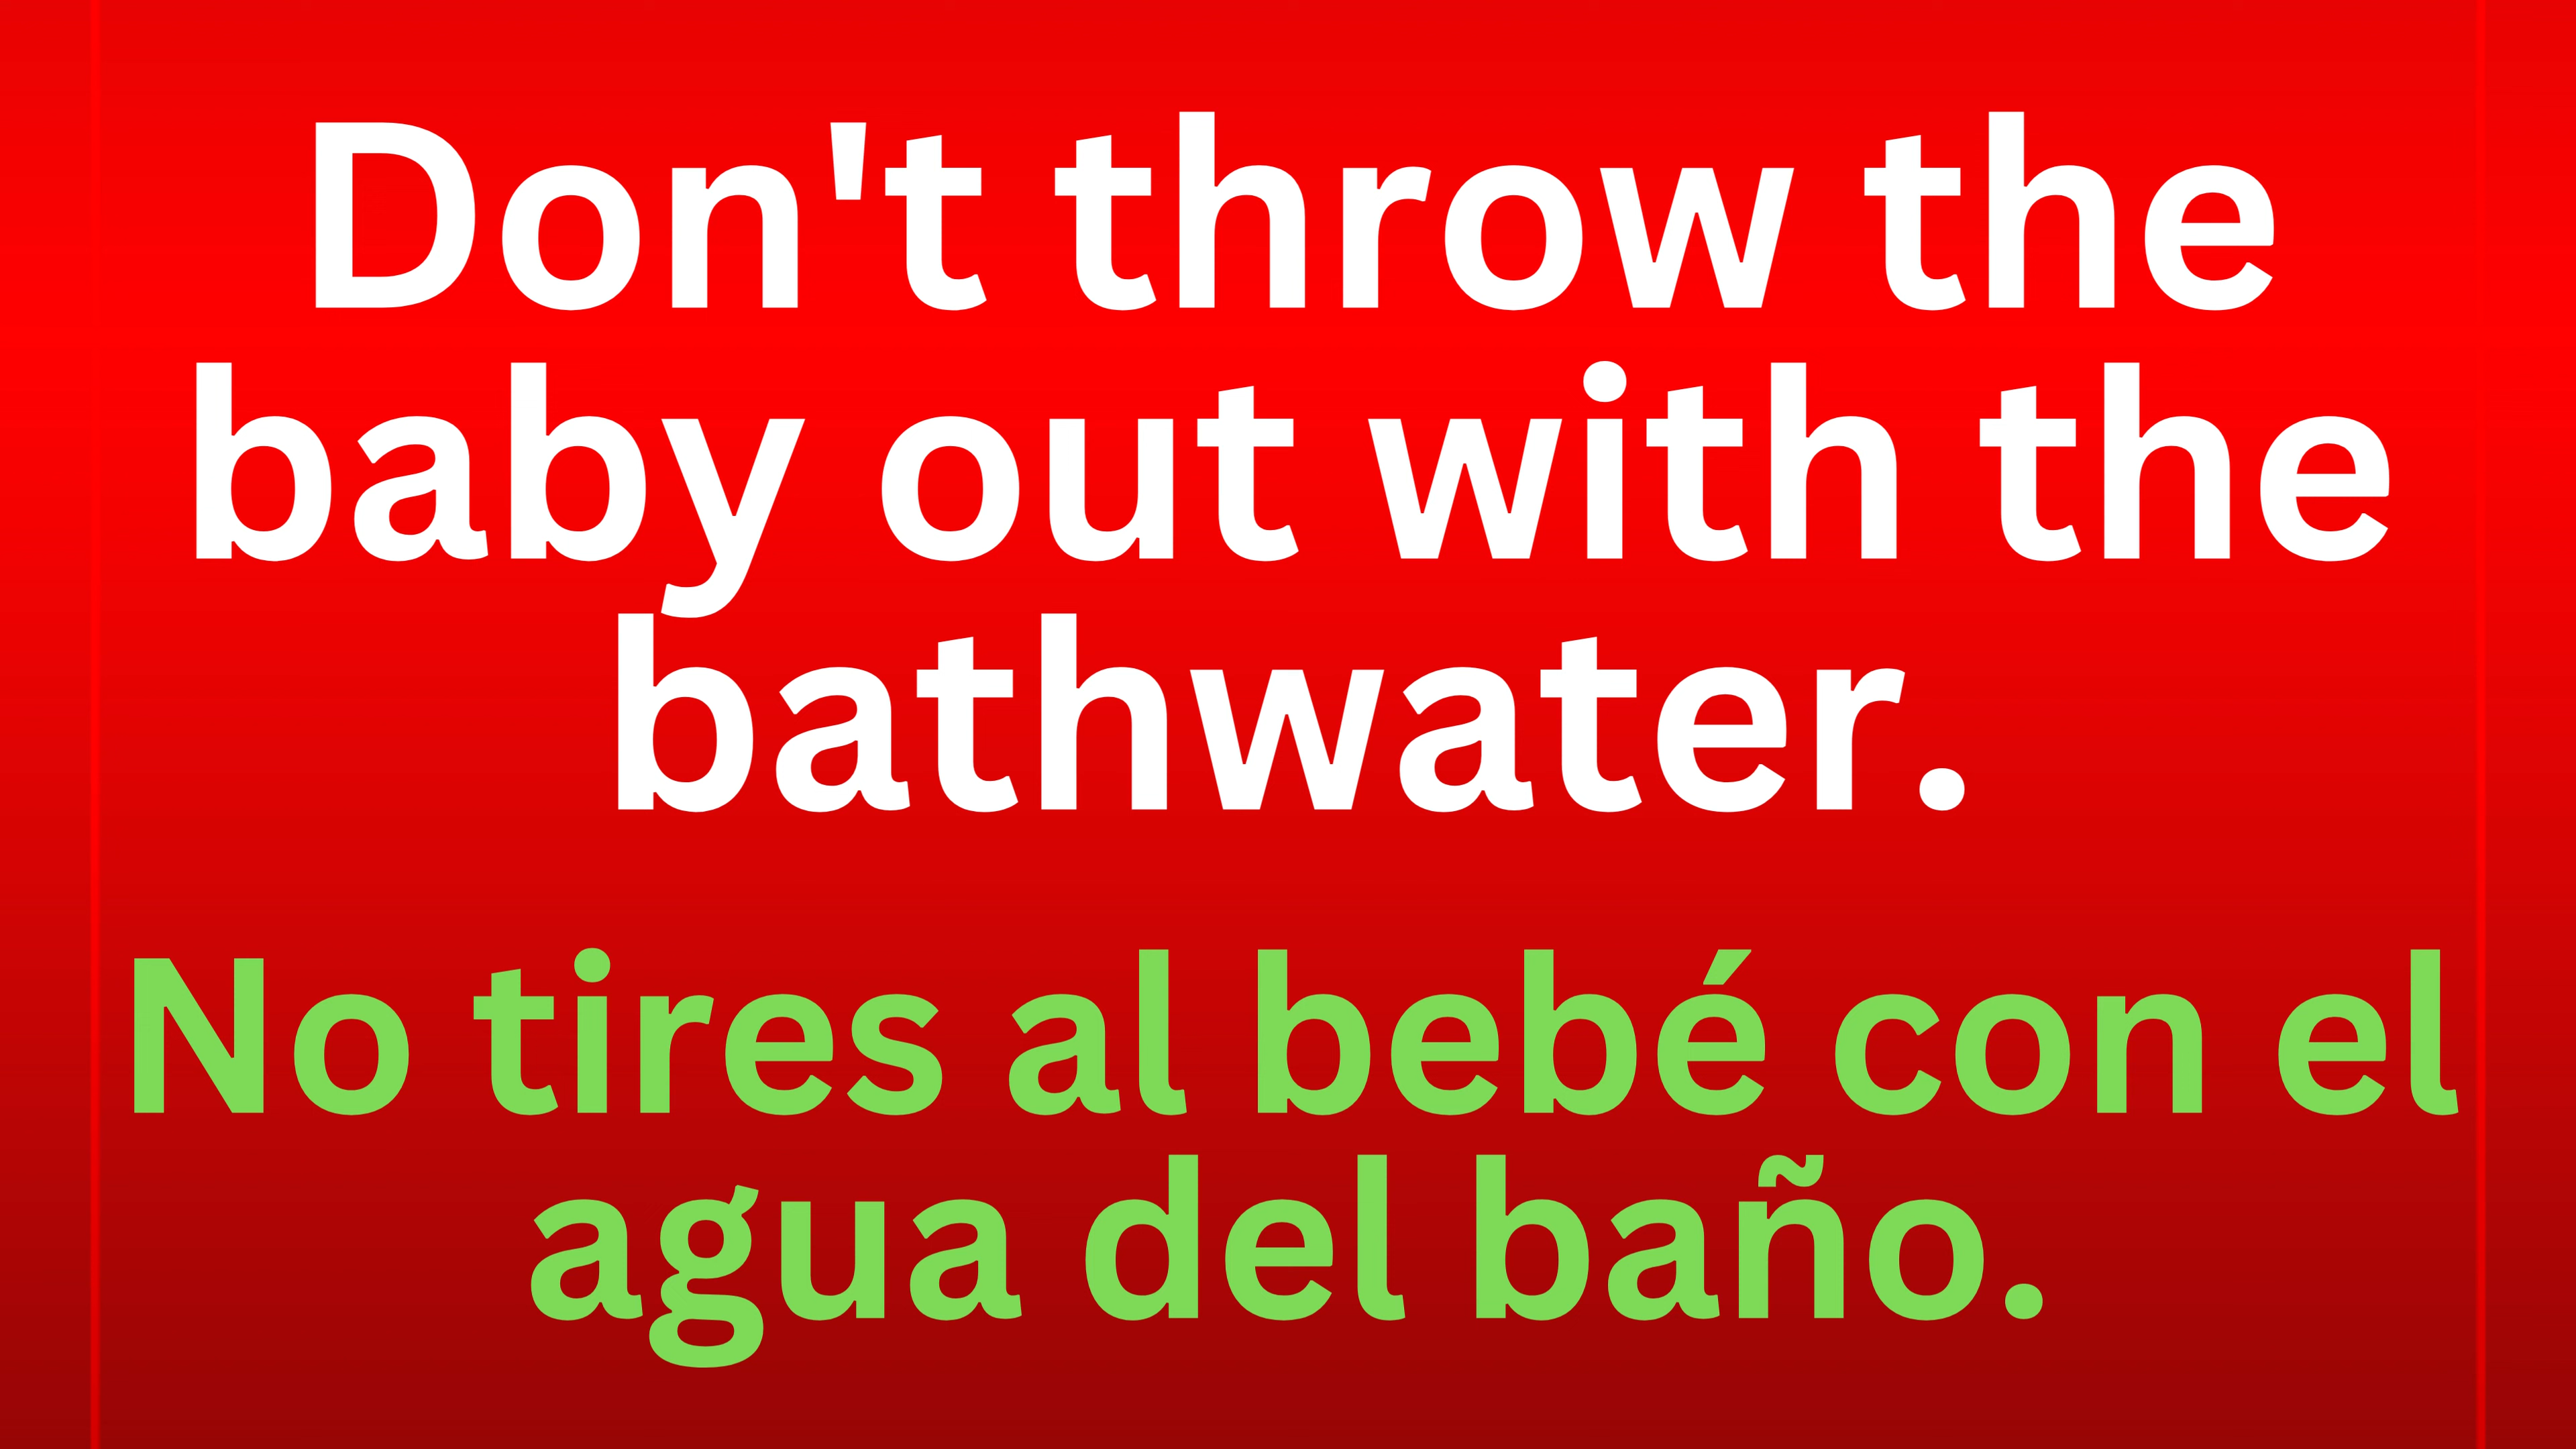 Don't throw the
baby out with the
bathwater.
No tires al bebé con el
agua del baño.